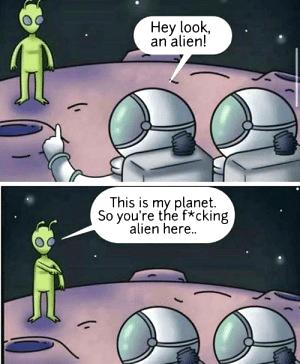 Hey look,
an alien!
This is my planet.
So you're the f*cking
alien here..